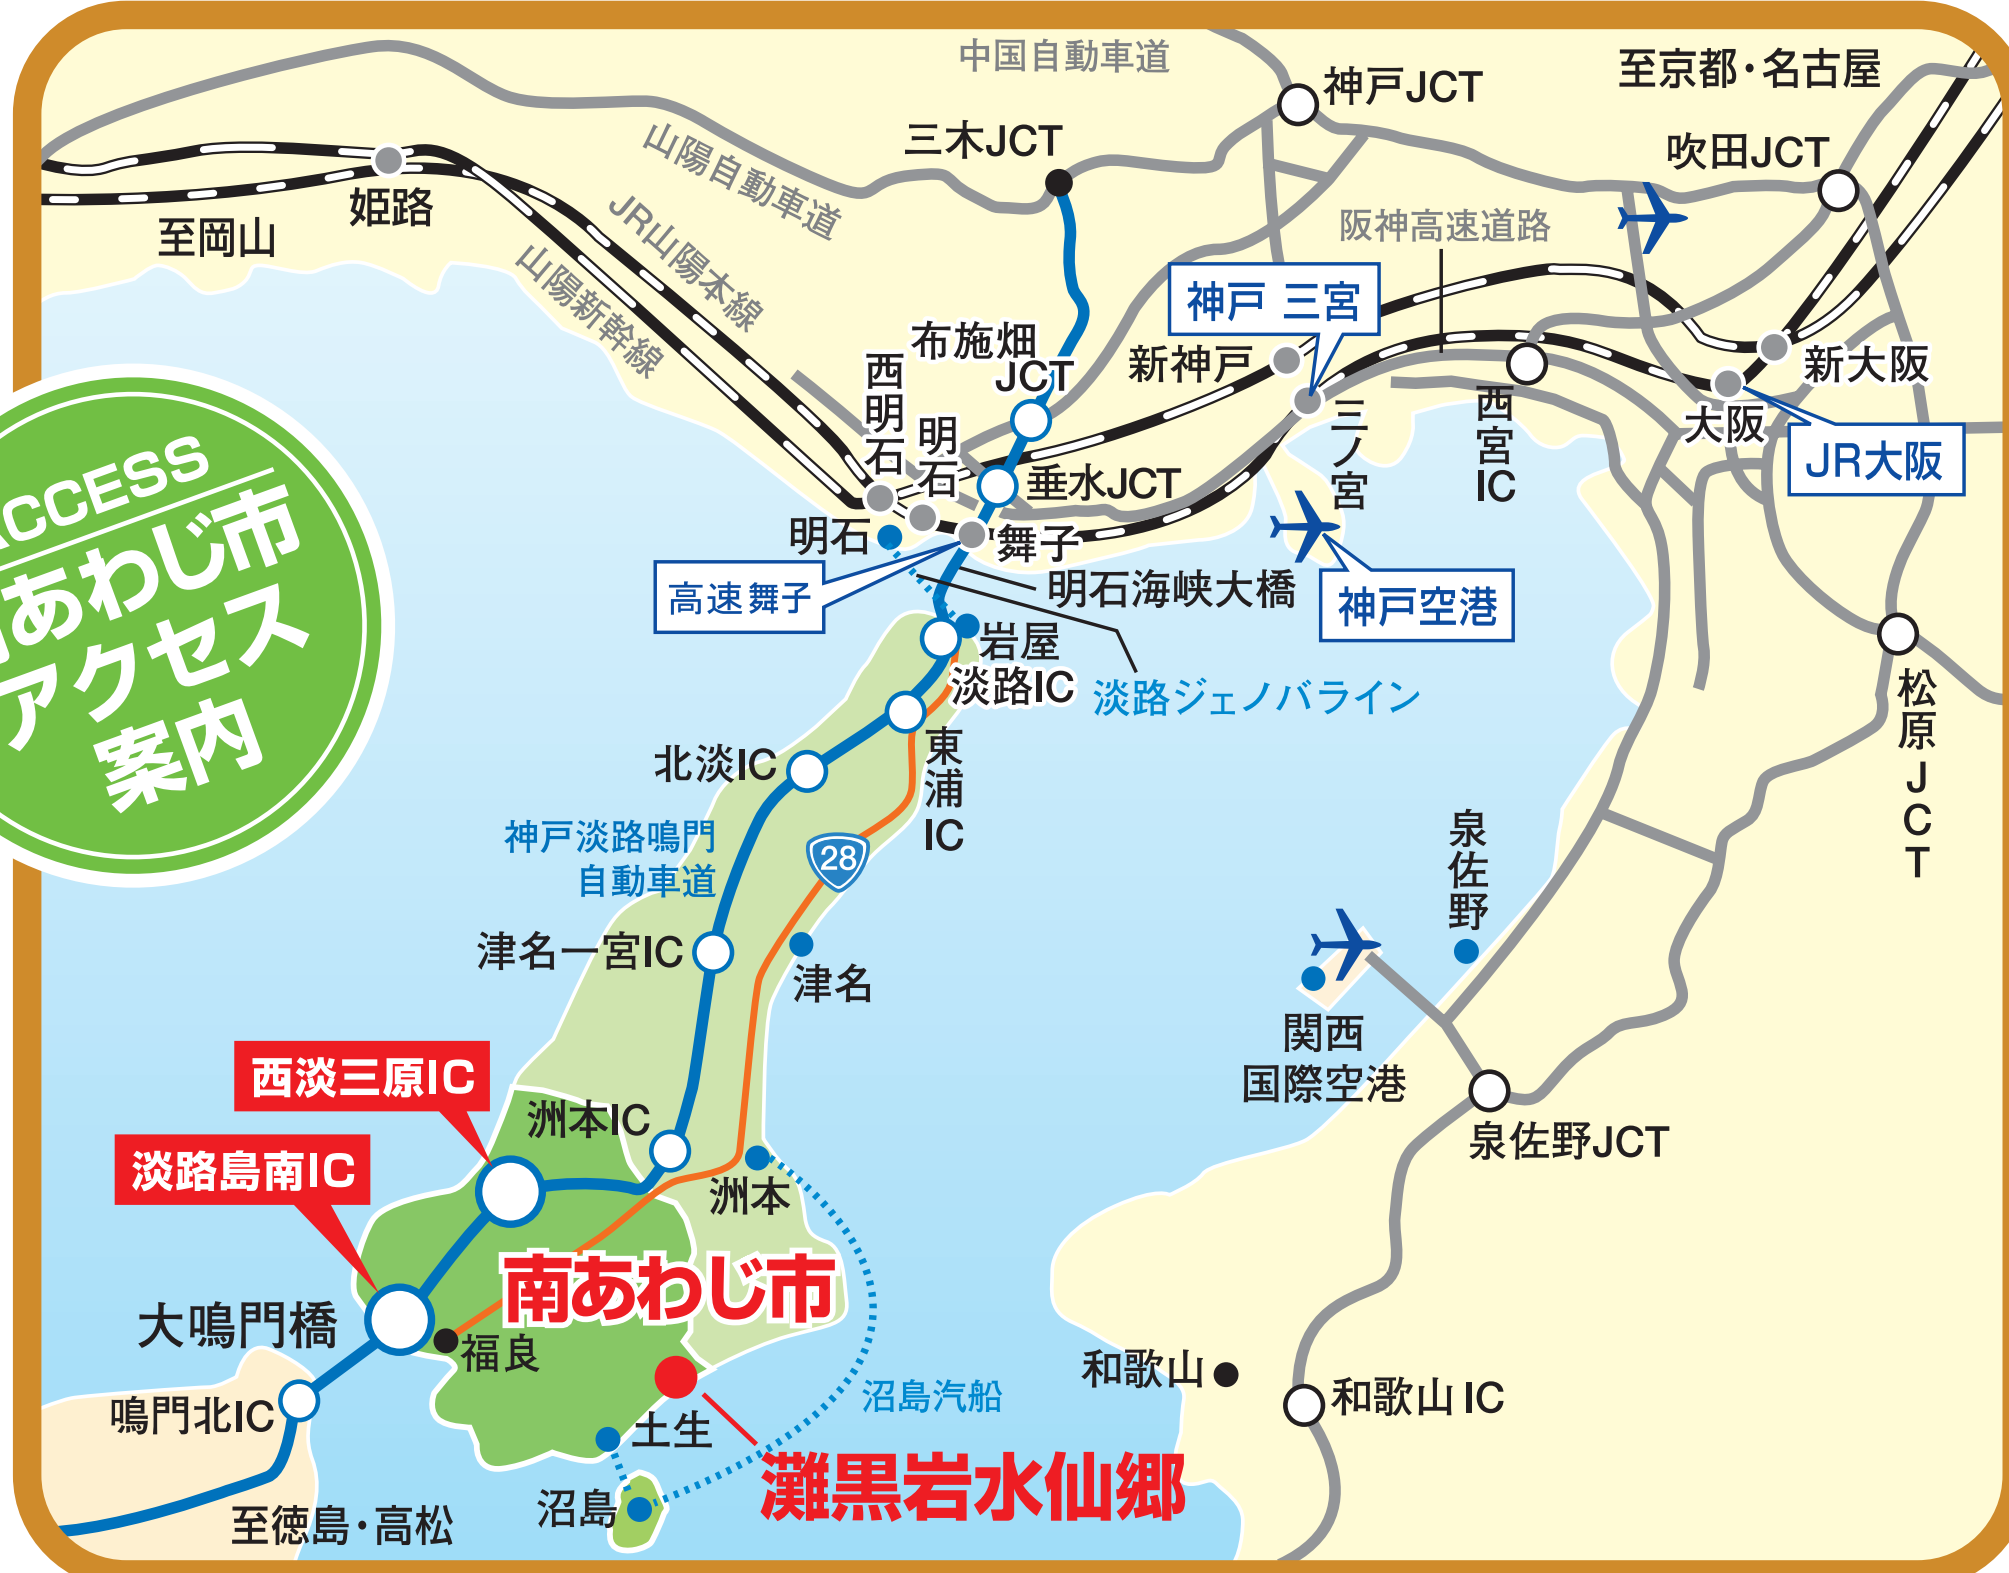 中国自動車道
神戸JCT
至京都・名古屋
三木JCT
吹田JCT
山陽自動車道
姫路
至岡山
JR山陽本線
山陽新幹線
阪神高速道路
神戸 三宮
布施畑
JCT
新神戸
新大阪
大阪
JR大阪
西明石
明石
三ノ宮
西宮IC
垂水JCT
明石
舞子
高速舞子
明石海峡大橋
神戸空港
ACCESS
南あわじ市
アクセス
案内
岩屋
淡路IC
淡路ジェノバライン
松原JCT
北淡IC
東浦IC
神戸淡路鳴門
自動車道
28
泉佐野
津名一宮IC
津名
関西
国際空港
西淡三原IC
洲本IC
泉佐野JCT
淡路島南IC
洲本
南あわじ市
大鳴門橋
福良
和歌山
沼島汽船
和歌山IC
鳴門北IC
土生
灘黒岩水仙郷
沼島
至徳島・高松